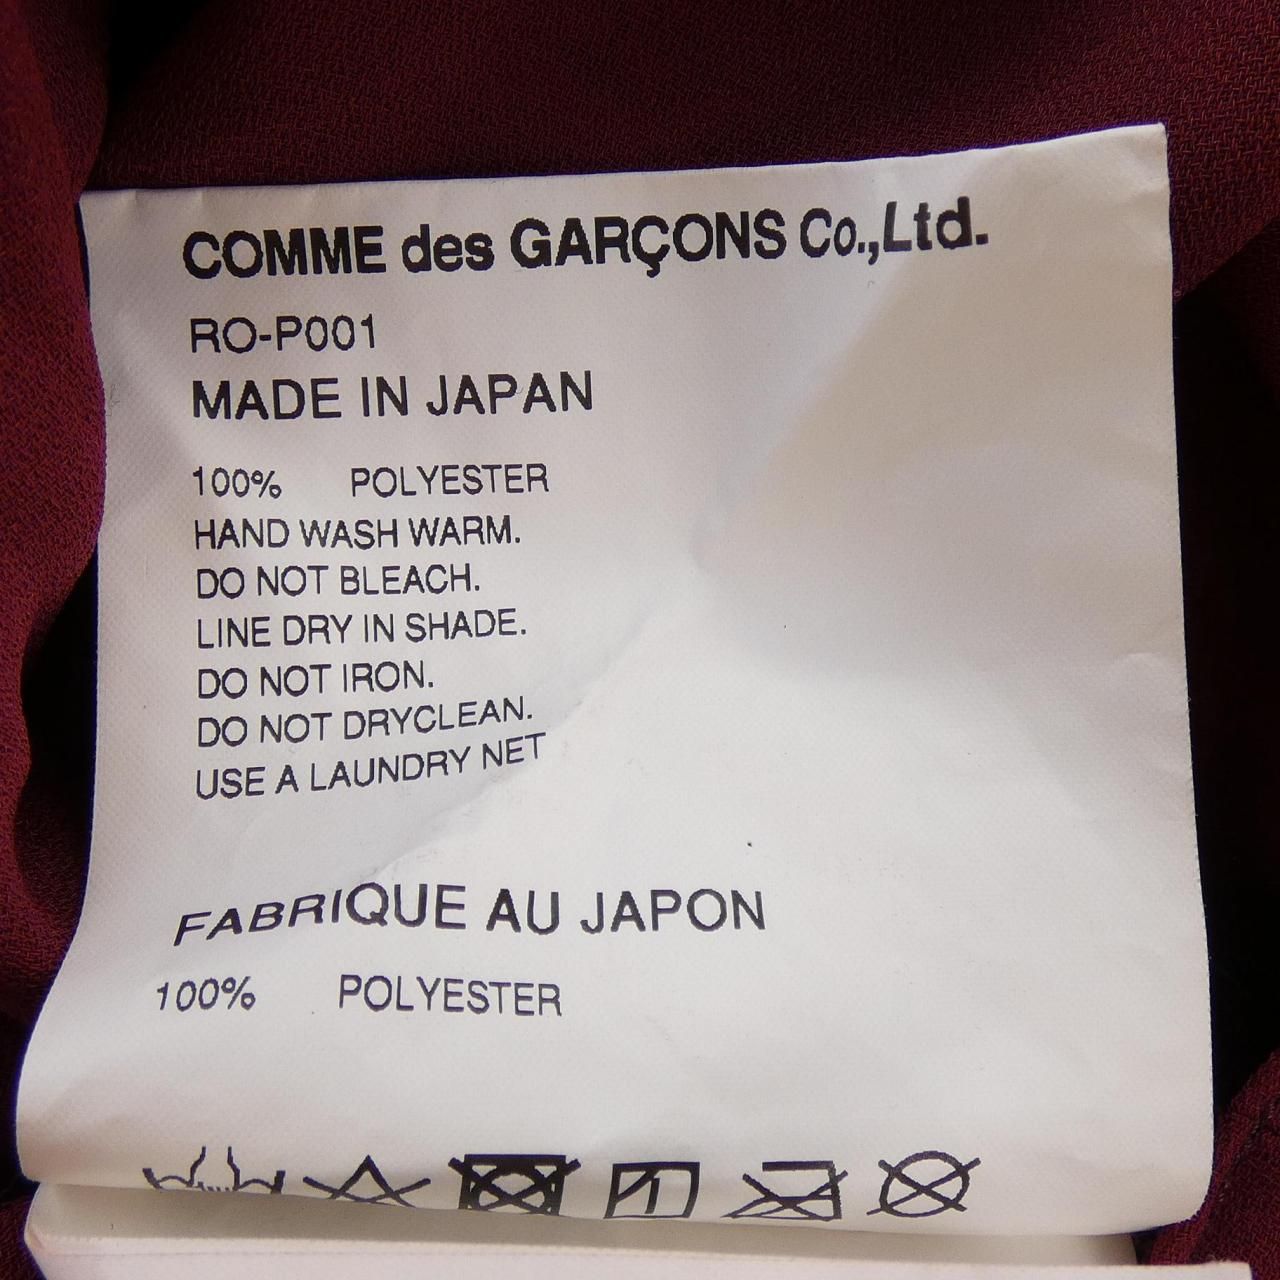 COMME des GARÇONS Co.,Ltd.
RO-P001
MADE IN JAPAN
100% POLYESTER
HAND WASH WARM.
DO NOT BLEACH.
LINE DRY IN SHADE.
DO NOT IRON.
DO NOT DRYCLEAN.
USE A LAUNDRY NET
FABRIQUE AU JAPON
100% POLYESTER